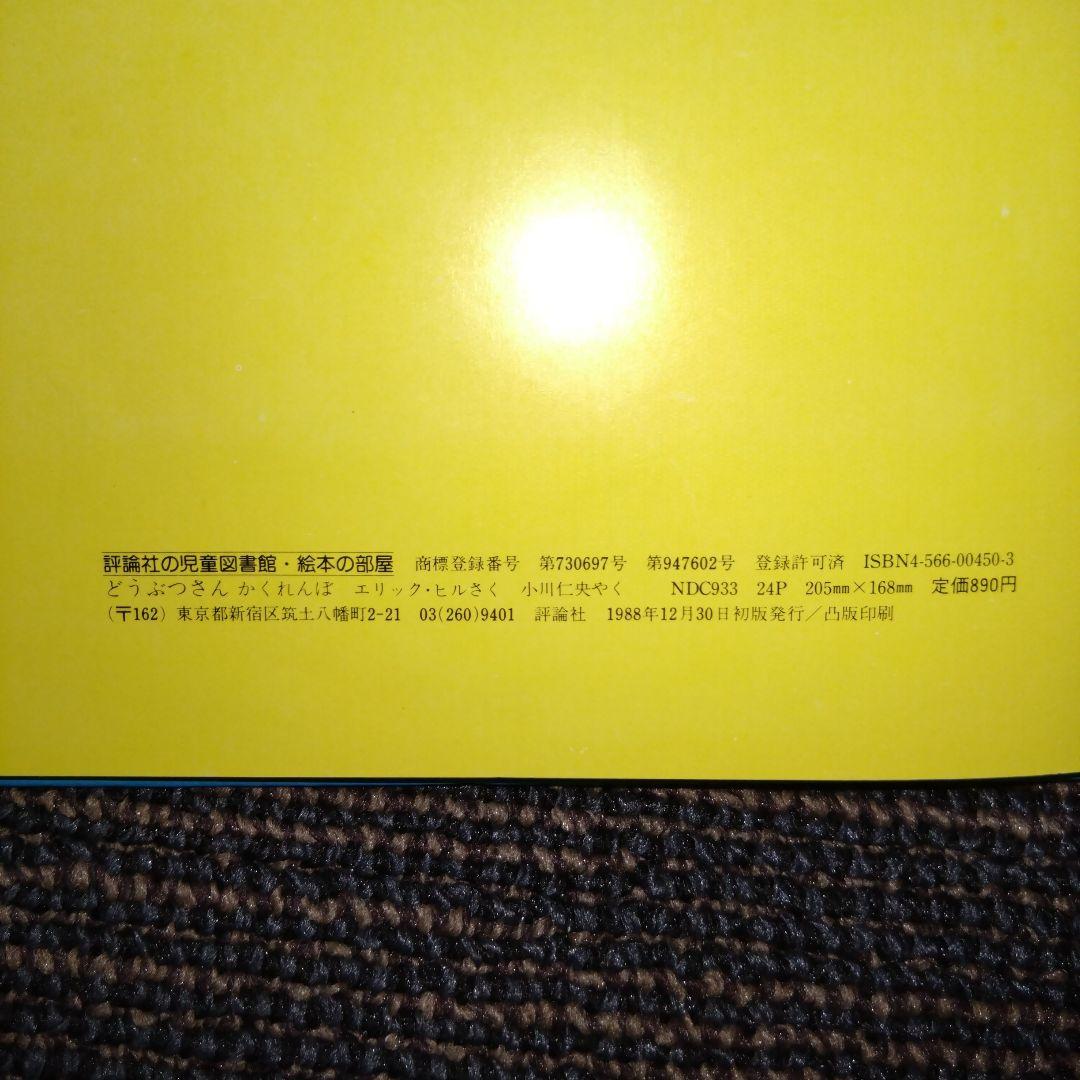 評論社の児童図書館・絵本の部屋 商標登録番号 第730697号 第947602号 登録許可済 ISBN4-566-00450-3
どうぶつさん かくれんぼ エリック・ヒルさく 小川仁央やく NDC933 24P 205㎜×168㎜ 定価890円
(〒162) 東京都新宿区筑土八幡町2-21 03(260)9401 評論社 1988年12月30日初版発行／凸版印刷